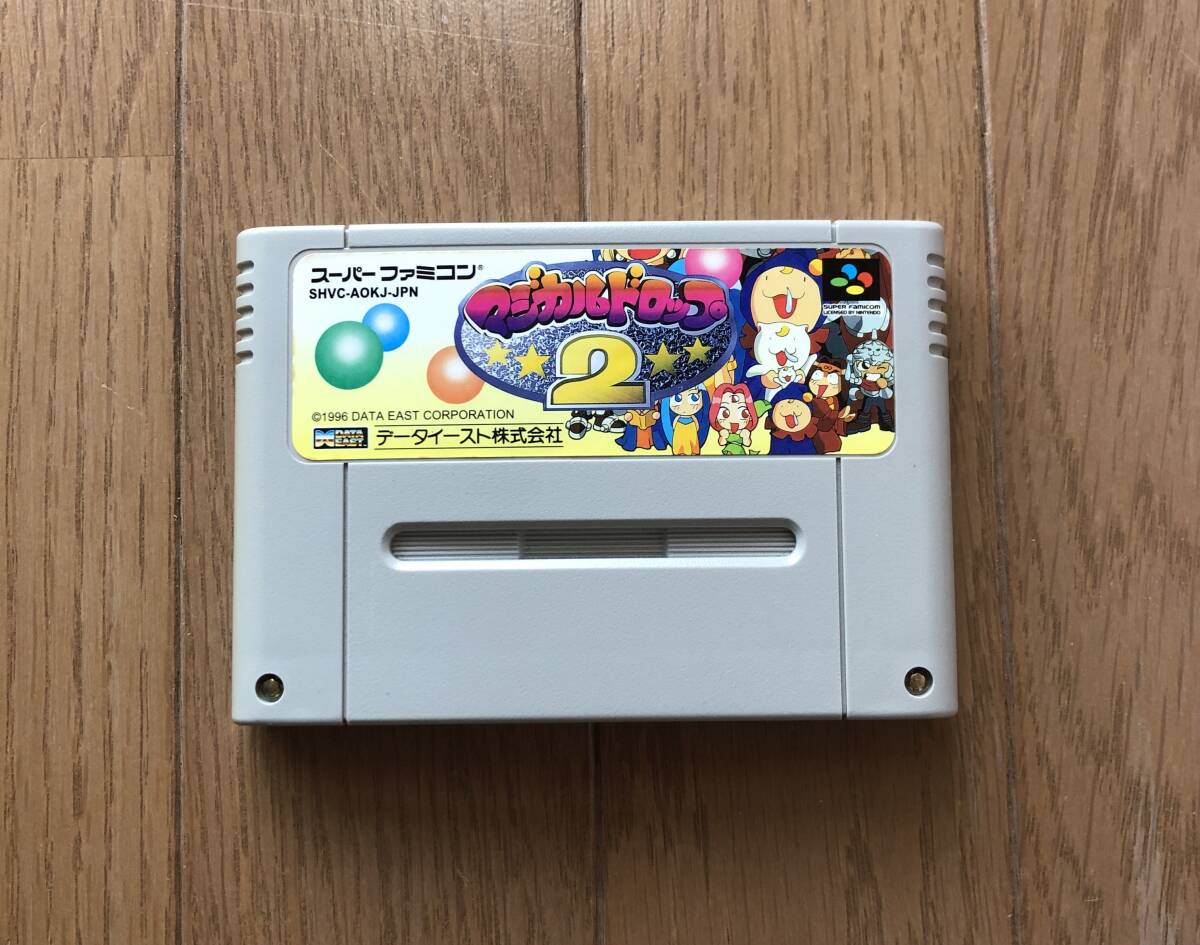 スーパーファミコン®
SHVC-AOKJ-JPN
マジカルドロップ
2
SUPER FAMICOM
LICENSED BY NINTENDO
©1996 DATA EAST CORPORATION
DATA EAST
データイースト株式会社